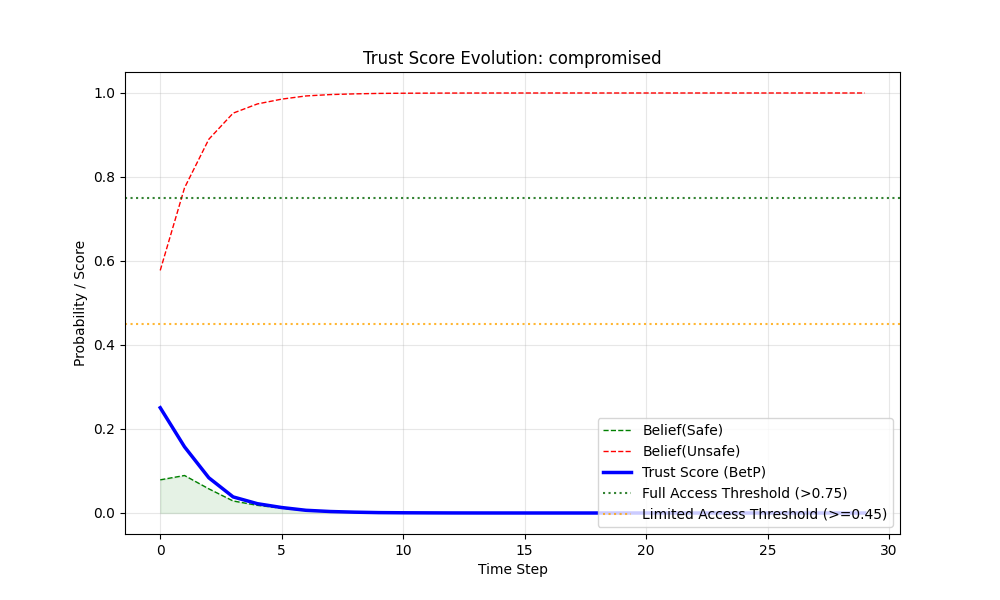 Trust Score Evolution: compromised
Probability / Score
1.0
0.8
0.6
0.4
0.2
0.0
Belief(Safe)
Belief(Unsafe)
Trust Score (BetP)
Full Access Threshold (>0.75)
Limited Access Threshold (>=0.45)
0 5 10 15 20 25 30
Time Step